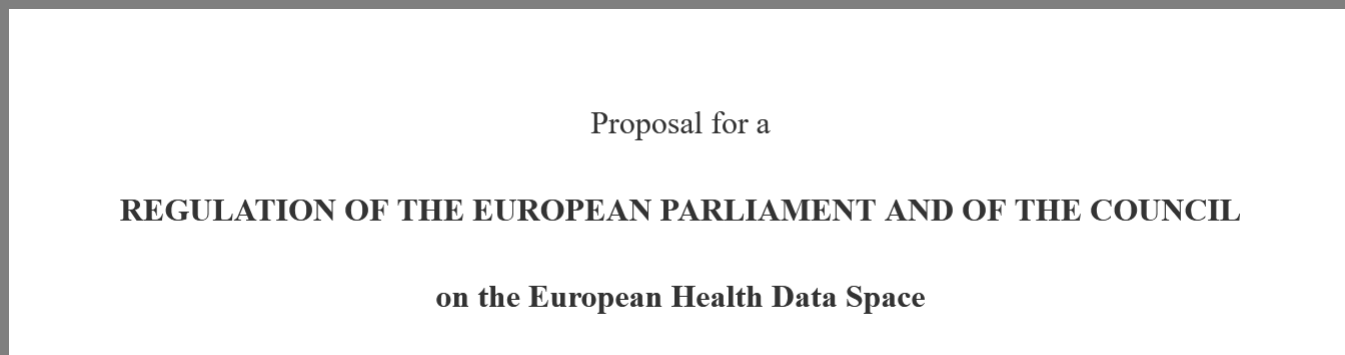 Proposal for a
REGULATION OF THE EUROPEAN PARLIAMENT AND OF THE COUNCIL
on the European Health Data Space